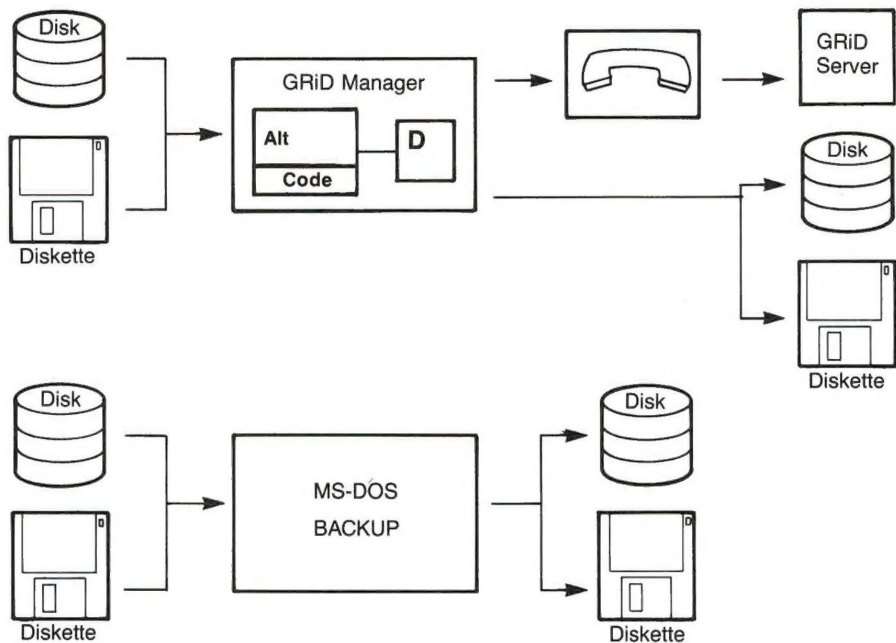 Disk
Diskette
GRiD Manager
Alt
Code
D
GRiD
Server
Disk
Diskette
Disk
Diskette
MS-DOS
BACKUP
Disk
Diskette